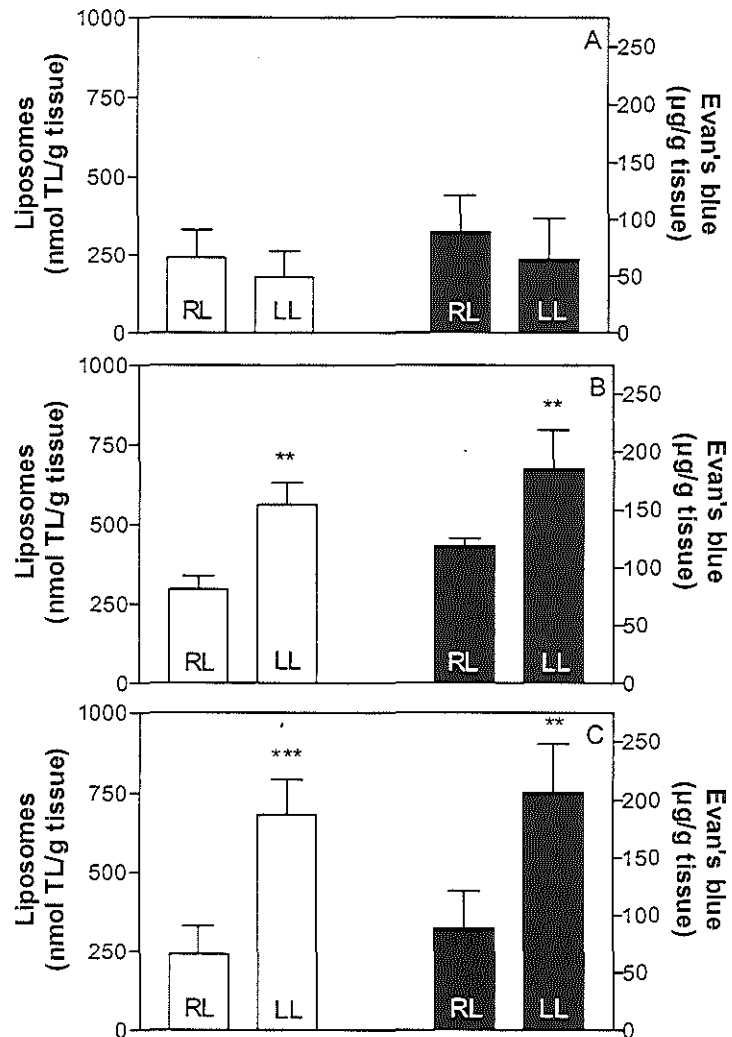 1000
750
500
250
0
Liposomes
(nmol TL/g tissue)
A
RL
LL
RL
LL
250
200
150
100
50
0
Evan's blue
(µg/g tissue)
1000
750
500
250
0
Liposomes
(nmol TL/g tissue)
B
**
**
RL
LL
RL
LL
250
200
150
100
50
0
Evan's blue
(µg/g tissue)
1000
750
500
250
0
Liposomes
(nmol TL/g tissue)
C
***
**
RL
LL
RL
LL
250
200
150
100
50
0
Evan's blue
(µg/g tissue)